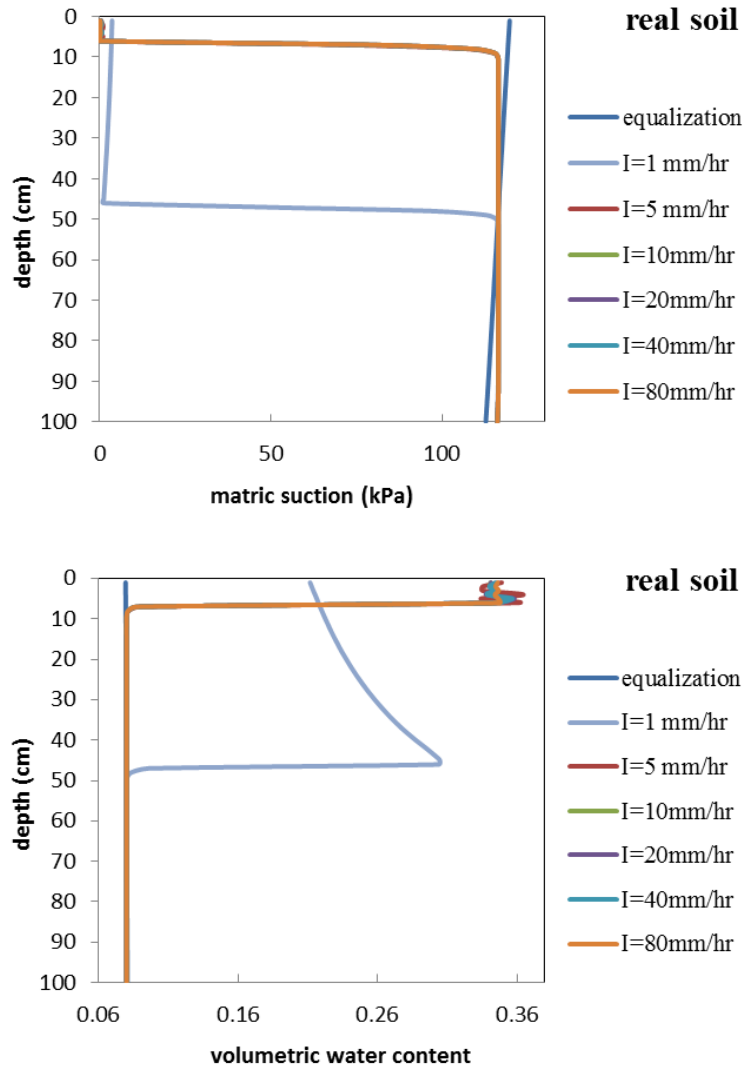 real soil
0
10
20
30
40
50
60
70
80
90
100
depth (cm)
0 50 100
matric suction (kPa)
equalization
I=1 mm/hr
I=5 mm/hr
I=10mm/hr
I=20mm/hr
I=40mm/hr
I=80mm/hr
real soil
0
10
20
30
40
50
60
70
80
90
100
depth (cm)
0.06 0.16 0.26 0.36
volumetric water content
equalization
I=1 mm/hr
I=5 mm/hr
I=10mm/hr
I=20mm/hr
I=40mm/hr
I=80mm/hr